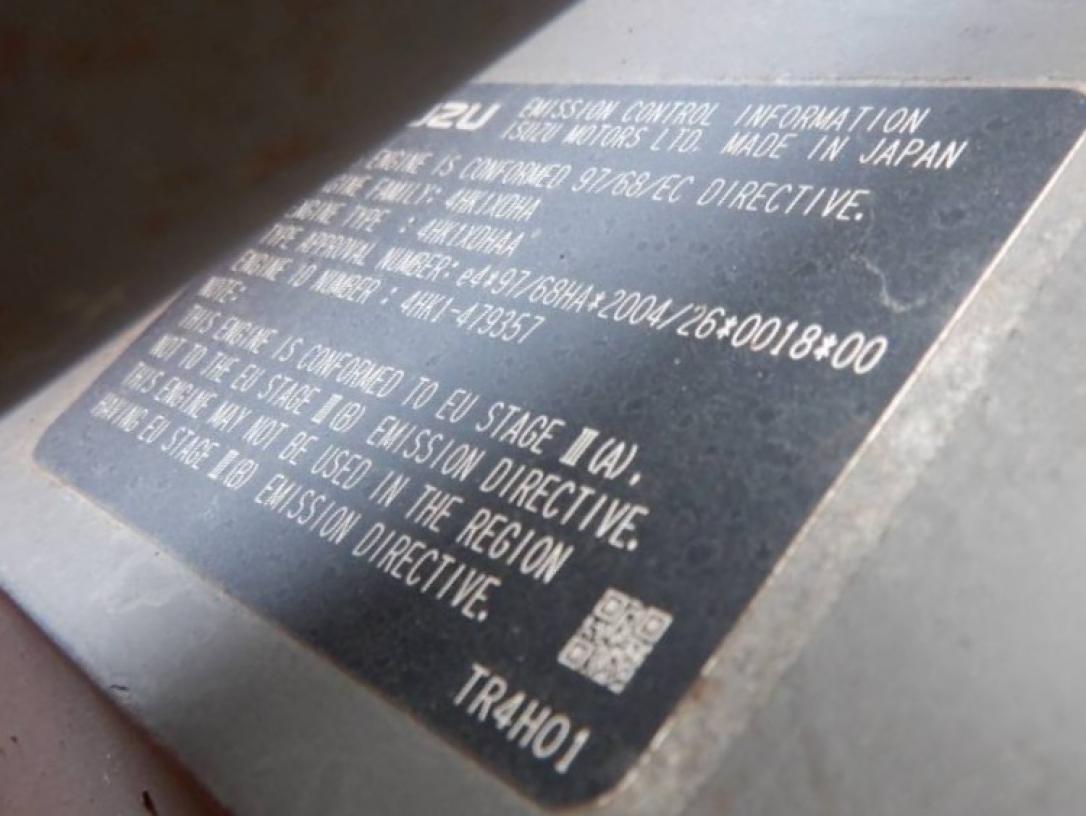 UZU EMISSION CONTROL INFORMATION
ISUZU MOTORS LTD. MADE IN JAPAN
ENGINE IS CONFORMED 97/68/EC DIRECTIVE.
ENGINE FAMILY: 4HK1XDHA
ENGINE TYPE : 4HK1XDHAA
TYPE APPROVAL NUMBER: e4*97/68HA*2004/26*0018*00
ENGINE ID NUMBER : 4HK1-479357
NOTE:
THIS ENGINE IS CONFORMED TO EU STAGE Ⅲ(A).
NOT TO THE EU STAGE Ⅲ(B) EMISSION DIRECTIVE.
THIS ENGINE MAY NOT BE USED IN THE REGION
HAVING EU STAGE Ⅲ(B) EMISSION DIRECTIVE.
TR4H01